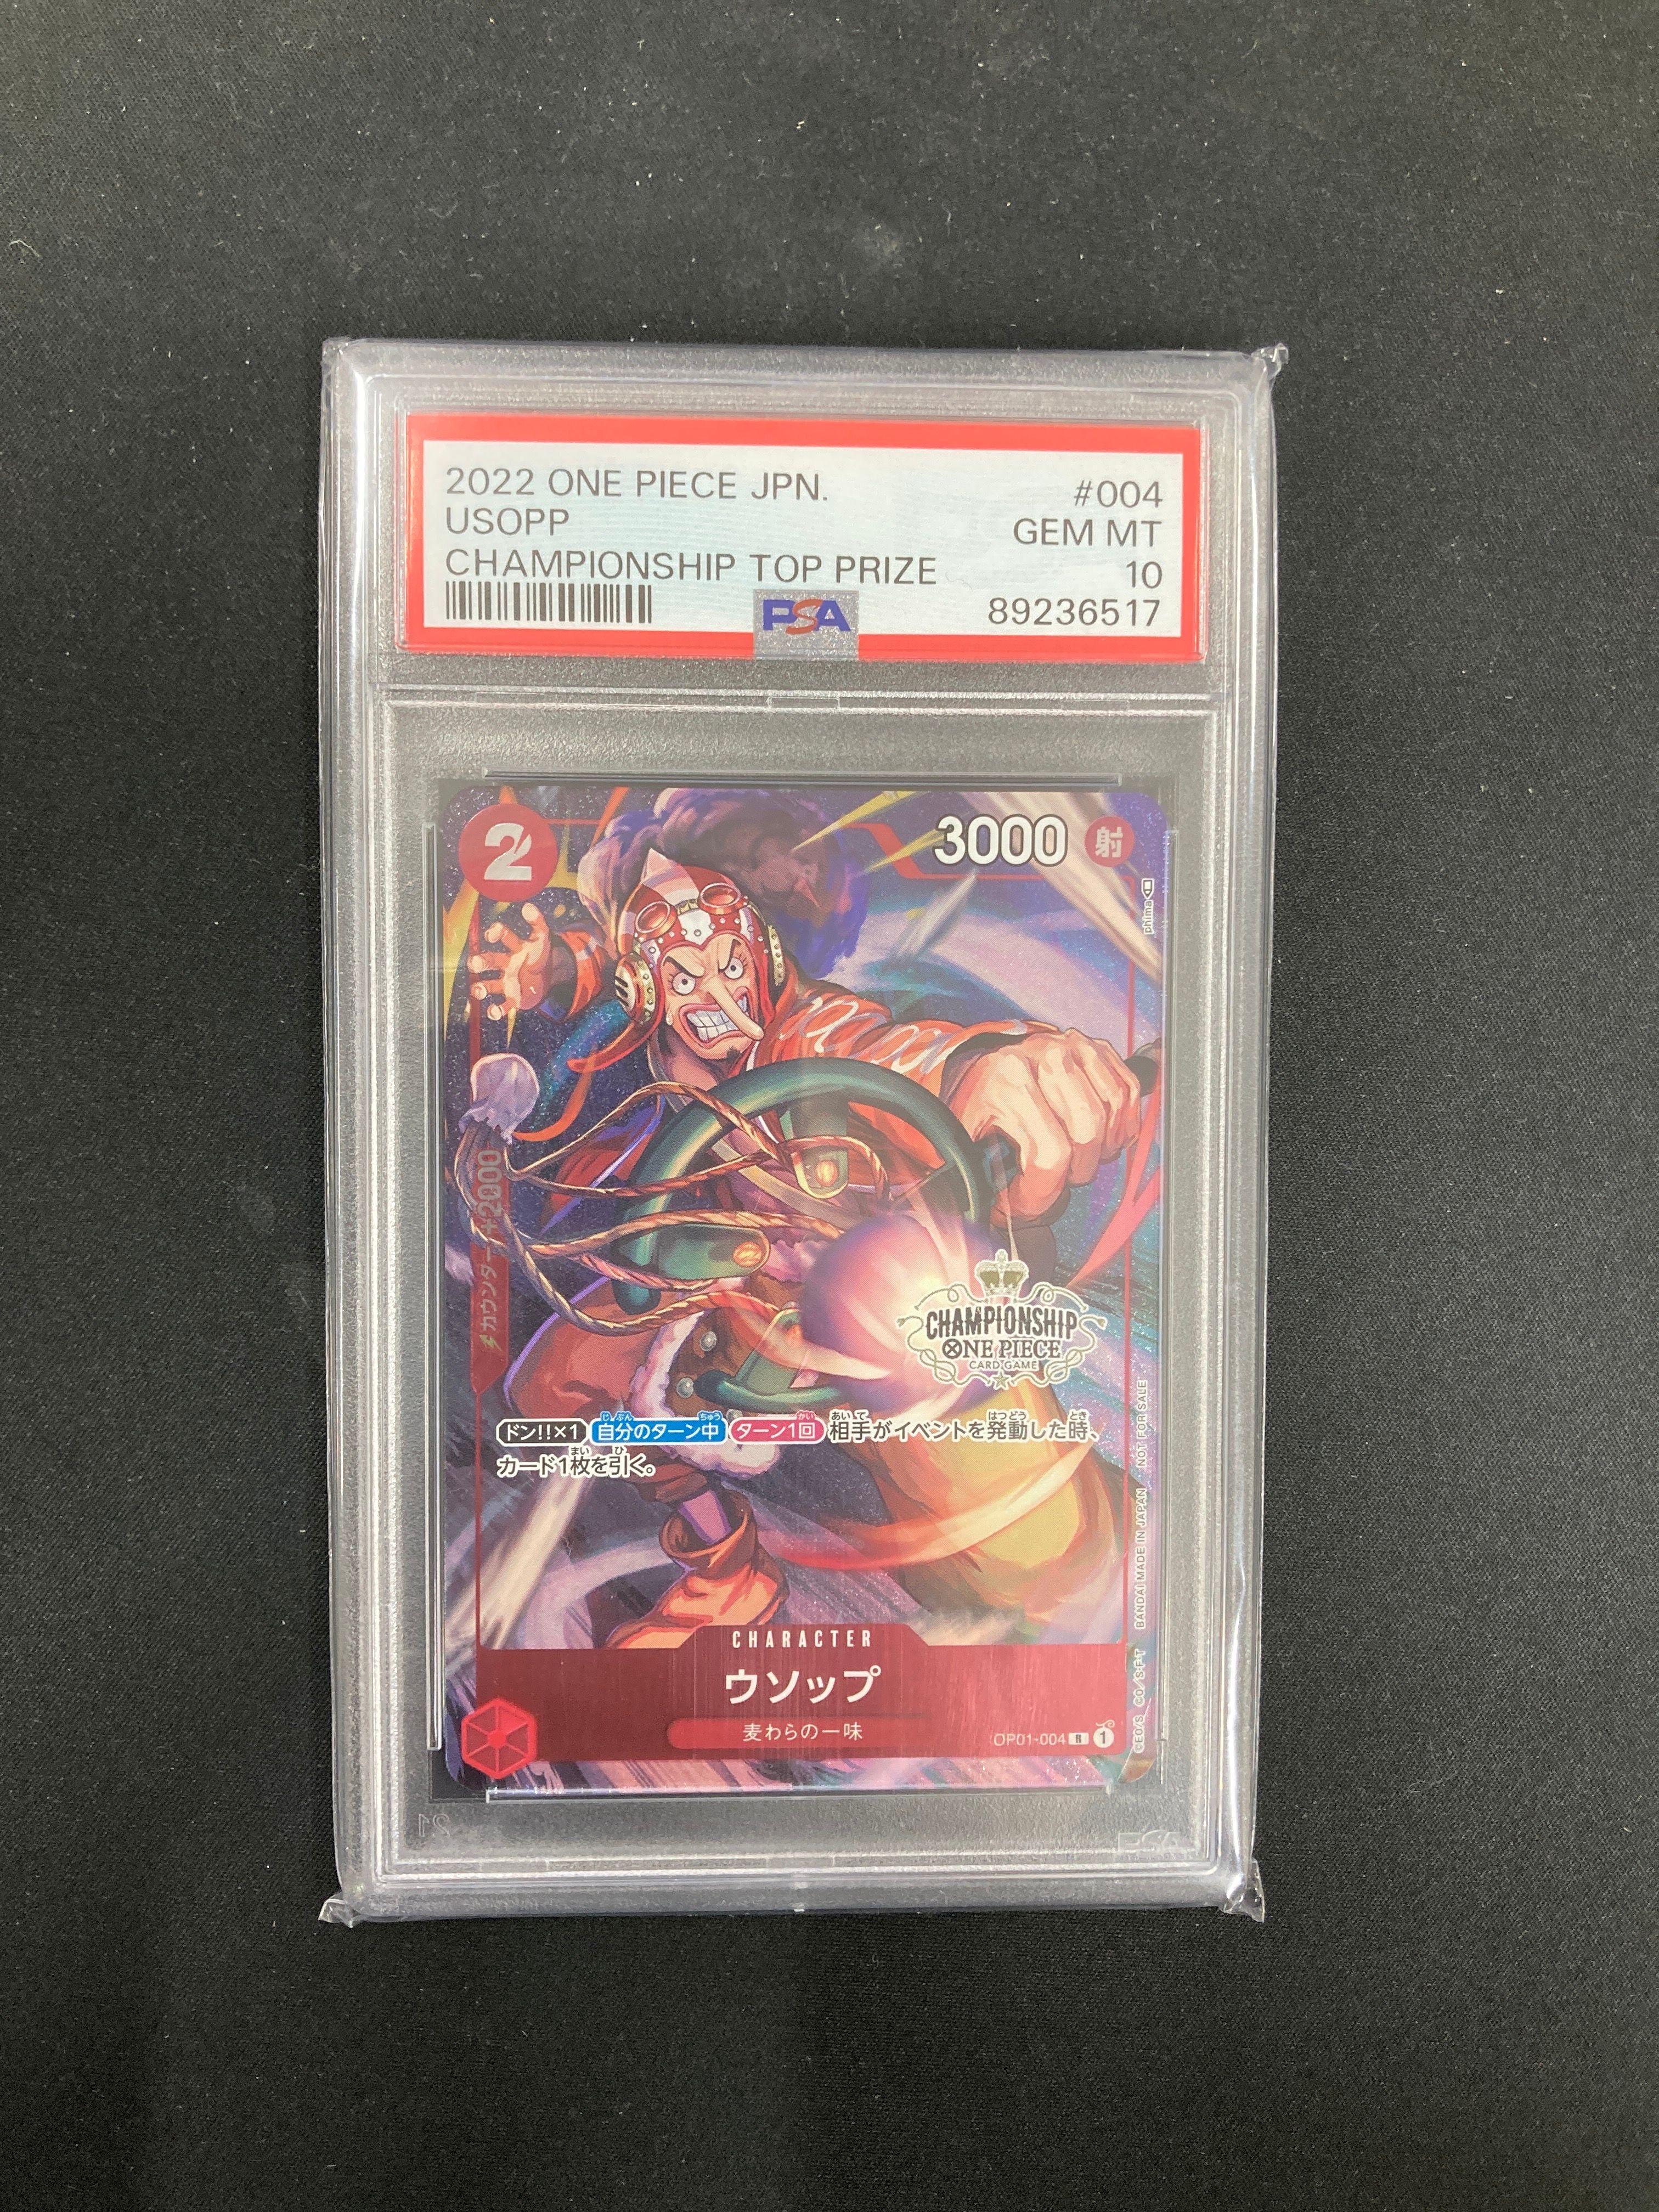 2022 ONE PIECE JPN. #004
USOPP GEM MT
CHAMPIONSHIP TOP PRIZE 10
89236517
PSA
2 3000 射
phima
カウンター+2000
CHAMPIONSHIP
ONE PIECE
CARD GAME
ドン!!×1 自分のターン中 ターン1回 相手がイベントを発動した時、
カード1枚を引く。
CHARACTER
ウソップ
麦わらの一味
OP01-004 R 1
©EO/S ©O/S·F·T BANDAI MADE IN JAPAN NOT FOR SALE